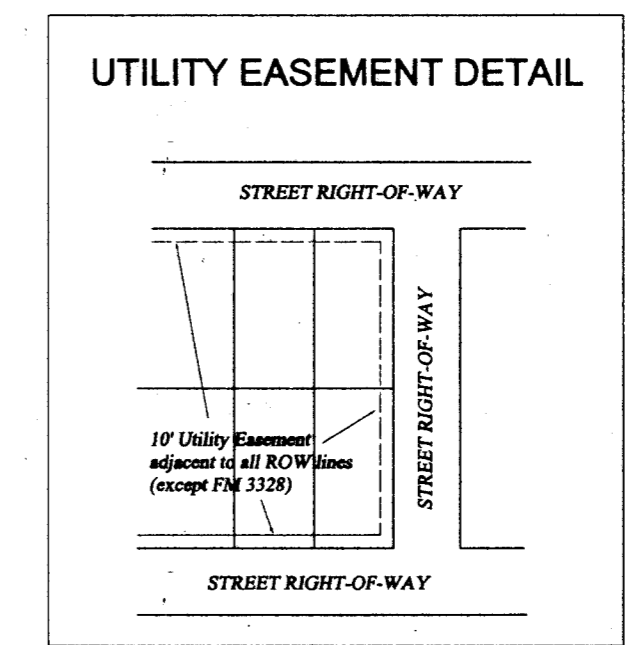 UTILITY EASEMENT DETAIL
STREET RIGHT-OF-WAY
STREET RIGHT-OF-WAY
10' Utility Easement
adjacent to all ROW lines
(except FM 3328)
STREET RIGHT-OF-WAY